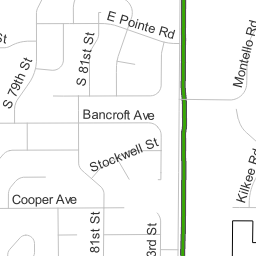 E Pointe Rd
St
S 79th St
S 81st St
Montello Rd
Bancroft Ave
Stockwell St
Kilkee Rd
Cooper Ave
81st St
3rd St